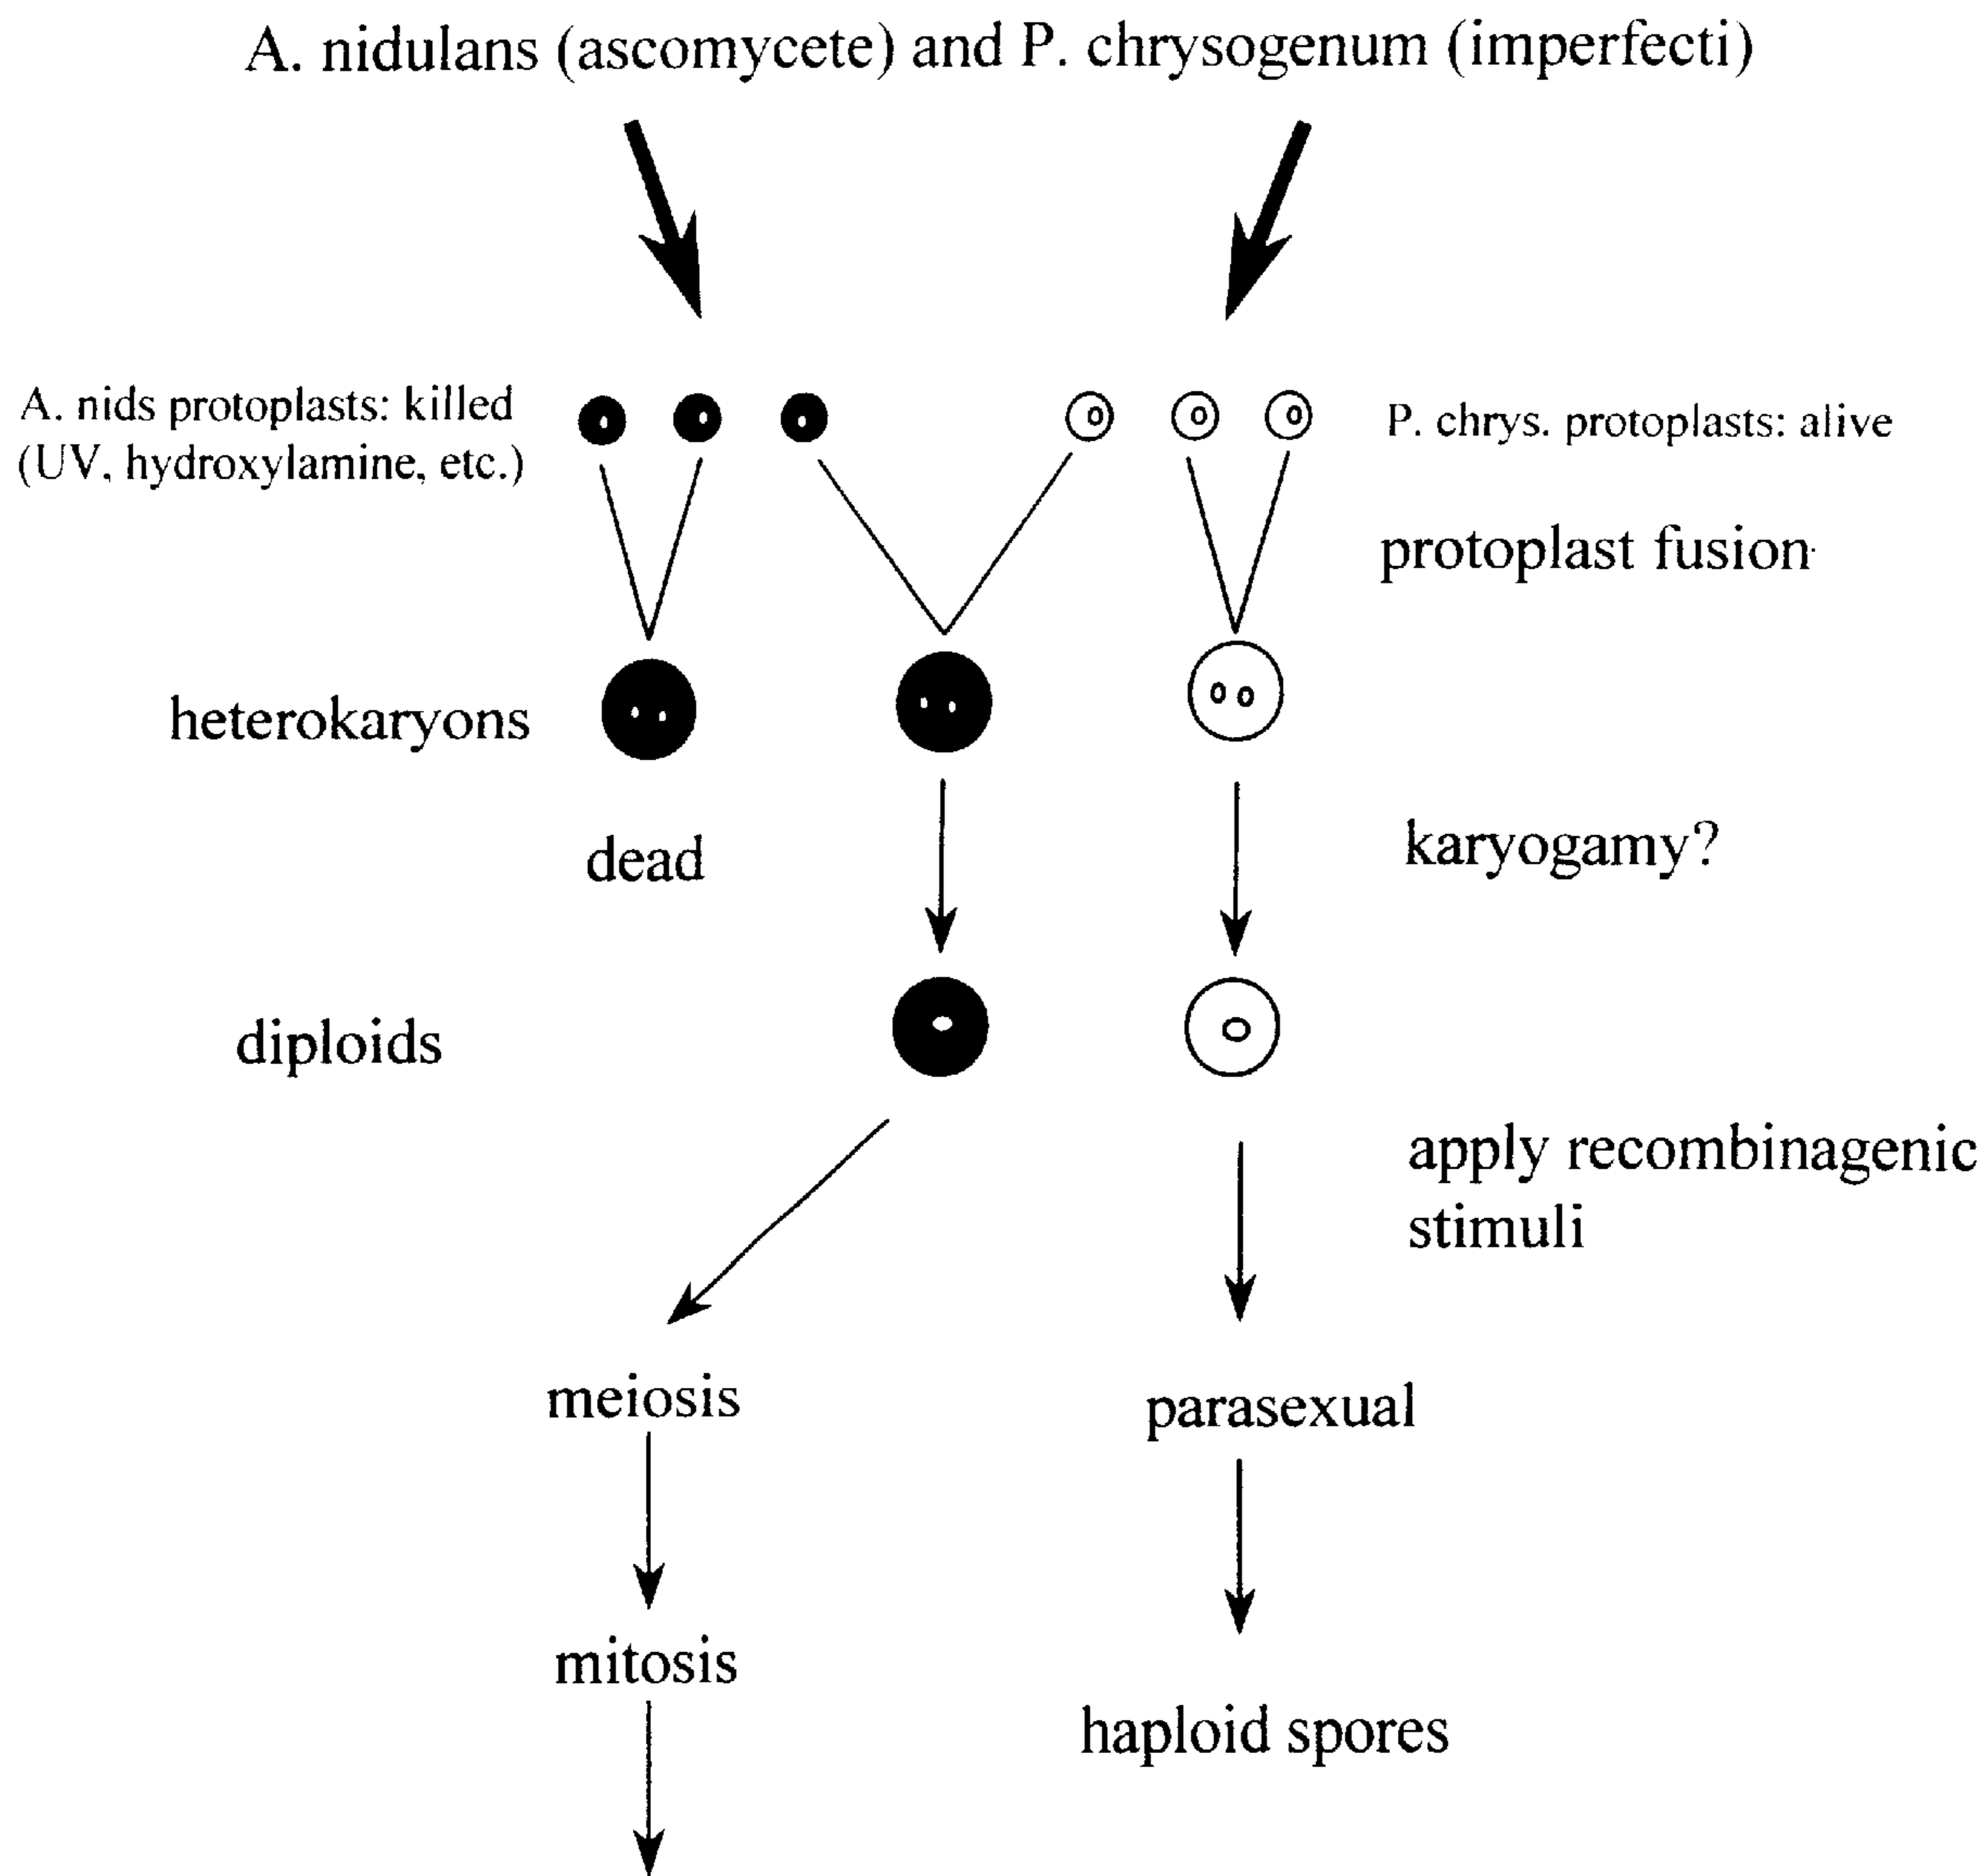 A. nidulans (ascomycete) and P. chrysogenum (imperfecti)
A. nids protoplasts: killed
(UV, hydroxylamine, etc.)
P. chrys. protoplasts: alive
protoplast fusion
heterokaryons
dead
karyogamy?
diploids
apply recombinagenic
stimuli
meiosis
parasexual
mitosis
haploid spores